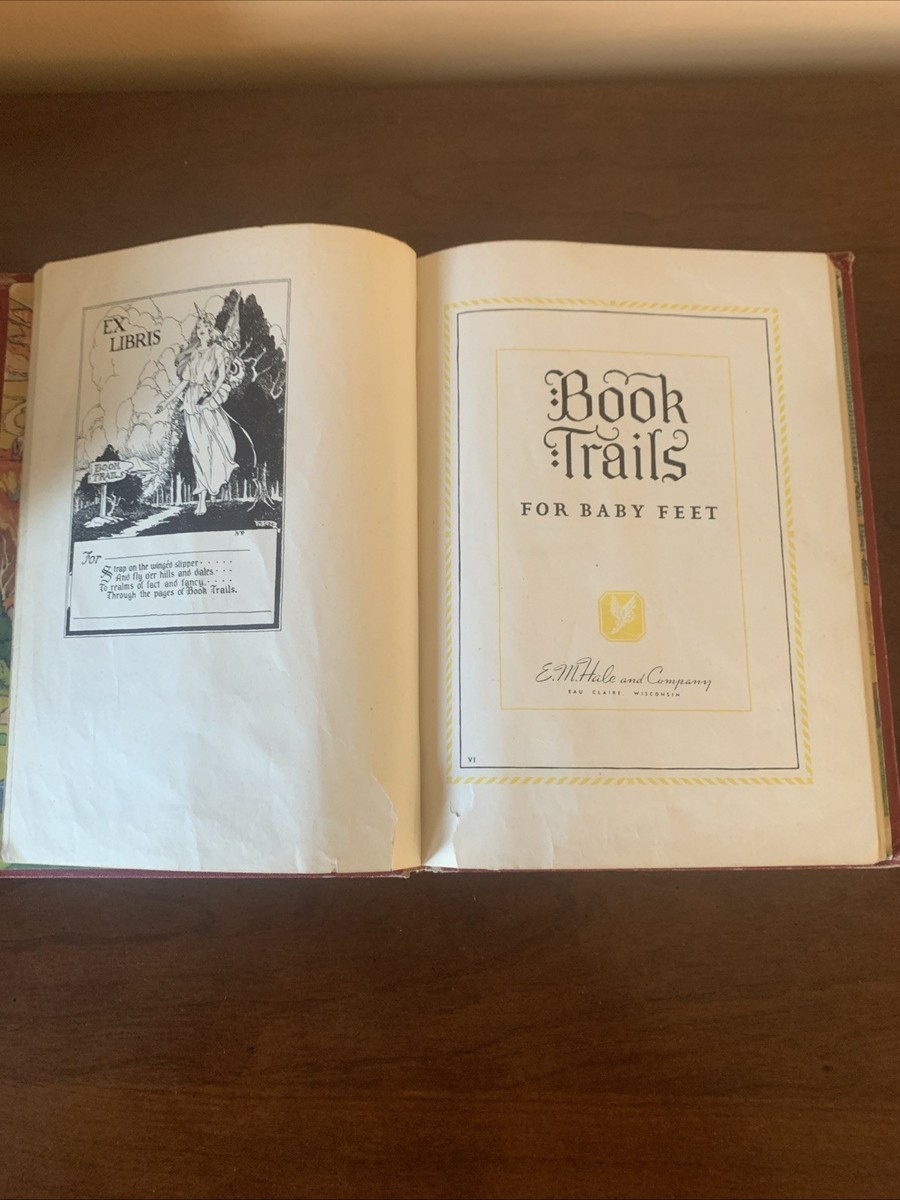 EX
LIBRIS
BOOK
TRAILS
For
Strap on the winged slipper · · · · ·
And fly o'er hills and dales. · · ·
To realms of fact and fancy. · · · ·
Through the pages of Book Trails.
Book
Trails
FOR BABY FEET
E. M. Hale and Company
EAU CLAIRE, WISCONSIN
VI